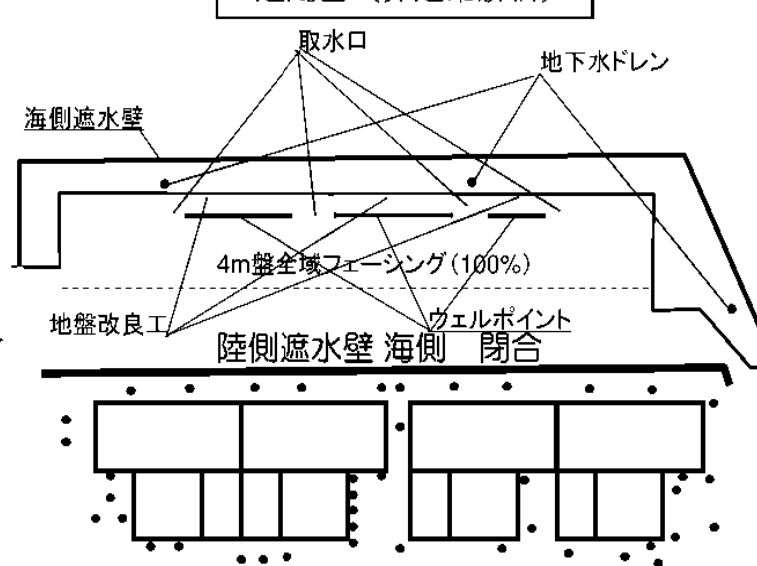 取水口
地下水ドレン
海側遮水壁
4m盤全域フェーシング(100%)
地盤改良工
ウェルポイント
陸側遮水壁 海側 閉合